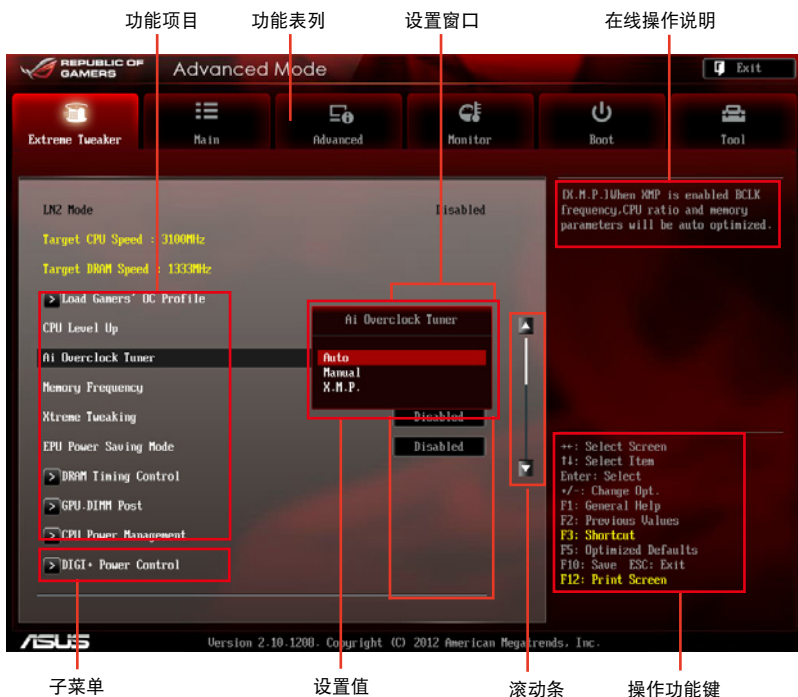 功能项目 功能表列 设置窗口 在线操作说明
REPUBLIC OF
GAMERS
Advanced Mode
Exit
Extreme Tweaker Main Advanced Monitor Boot Tool
LN2 Mode Disabled
Target CPU Speed : 3100MHz
Target DRAM Speed : 1333MHz
> Load Gamers' OC Profile
CPU Level Up
Ai Overclock Tuner
Memory Frequency
Xtreme Tweaking Disabled
EPU Power Saving Mode Disabled
> DRAM Timing Control
> GPU.DIMM Post
> CPU Power Management
> DIGI+ Power Control
Ai Overclock Tuner
Auto
Manual
X.M.P.
[X.M.P.]When XMP is enabled BCLK
frequency,CPU ratio and memory
parameters will be auto optimized.
→←: Select Screen
↑↓: Select Item
Enter: Select
+/-: Change Opt.
F1: General Help
F2: Previous Values
F3: Shortcut
F5: Optimized Defaults
F10: Save ESC: Exit
F12: Print Screen
ASUS
Version 2.10.1208. Copyright (C) 2012 American Megatrends, Inc.
子菜单 设置值 滚动条 操作功能键